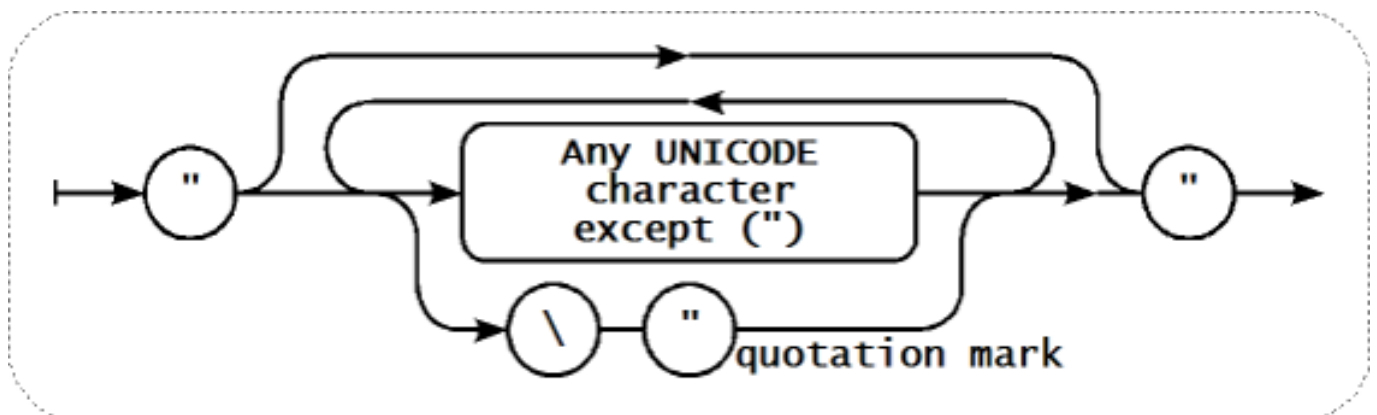 "
Any UNICODE
character
except (")
"
\
"
quotation mark